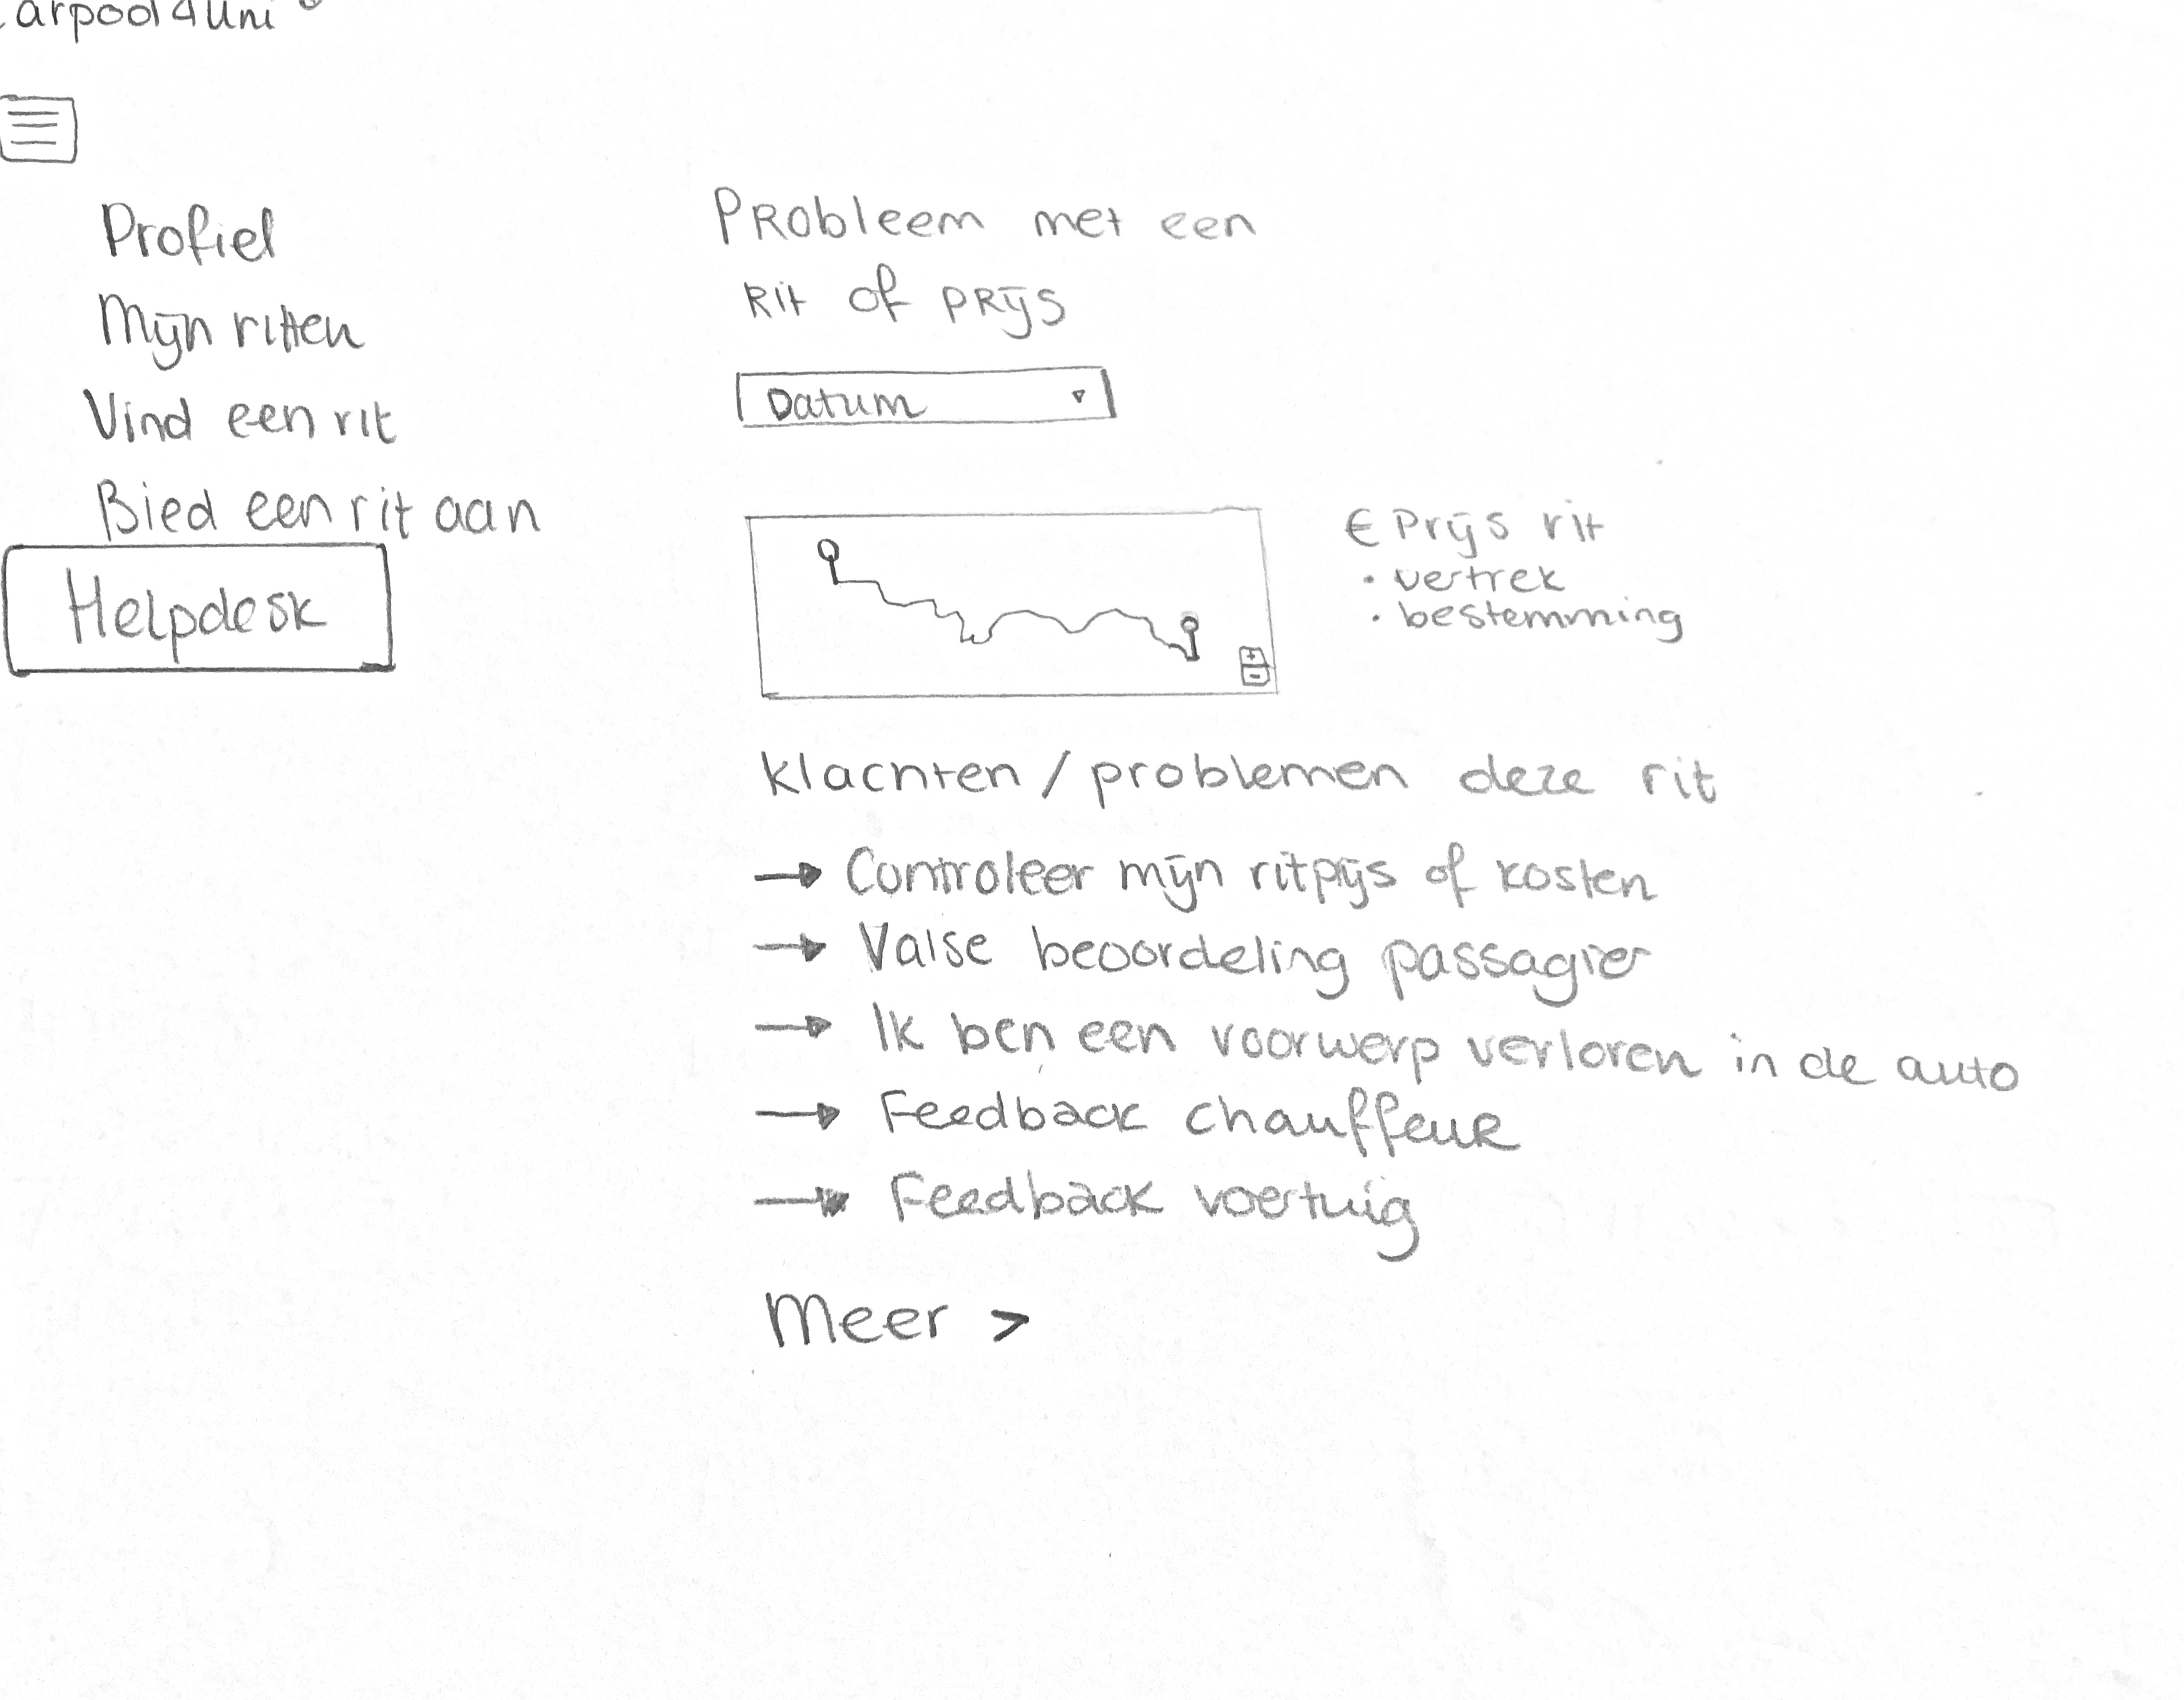 arpool4Uni
Profiel
Mijn ritten
Vind een rit
Bied een rit aan
Helpdesk
PRobleem met een
Rit of PRijS
Datum
€ Prijs rit
• vertrek
• bestemming
Klachten / problemen deze rit
→ Controleer mijn ritprijs of kosten
→ Valse beoordeling passagier
→ Ik ben een voorwerp verloren in de auto
→ Feedback chauffeur
→ Feedback voertuig
Meer >